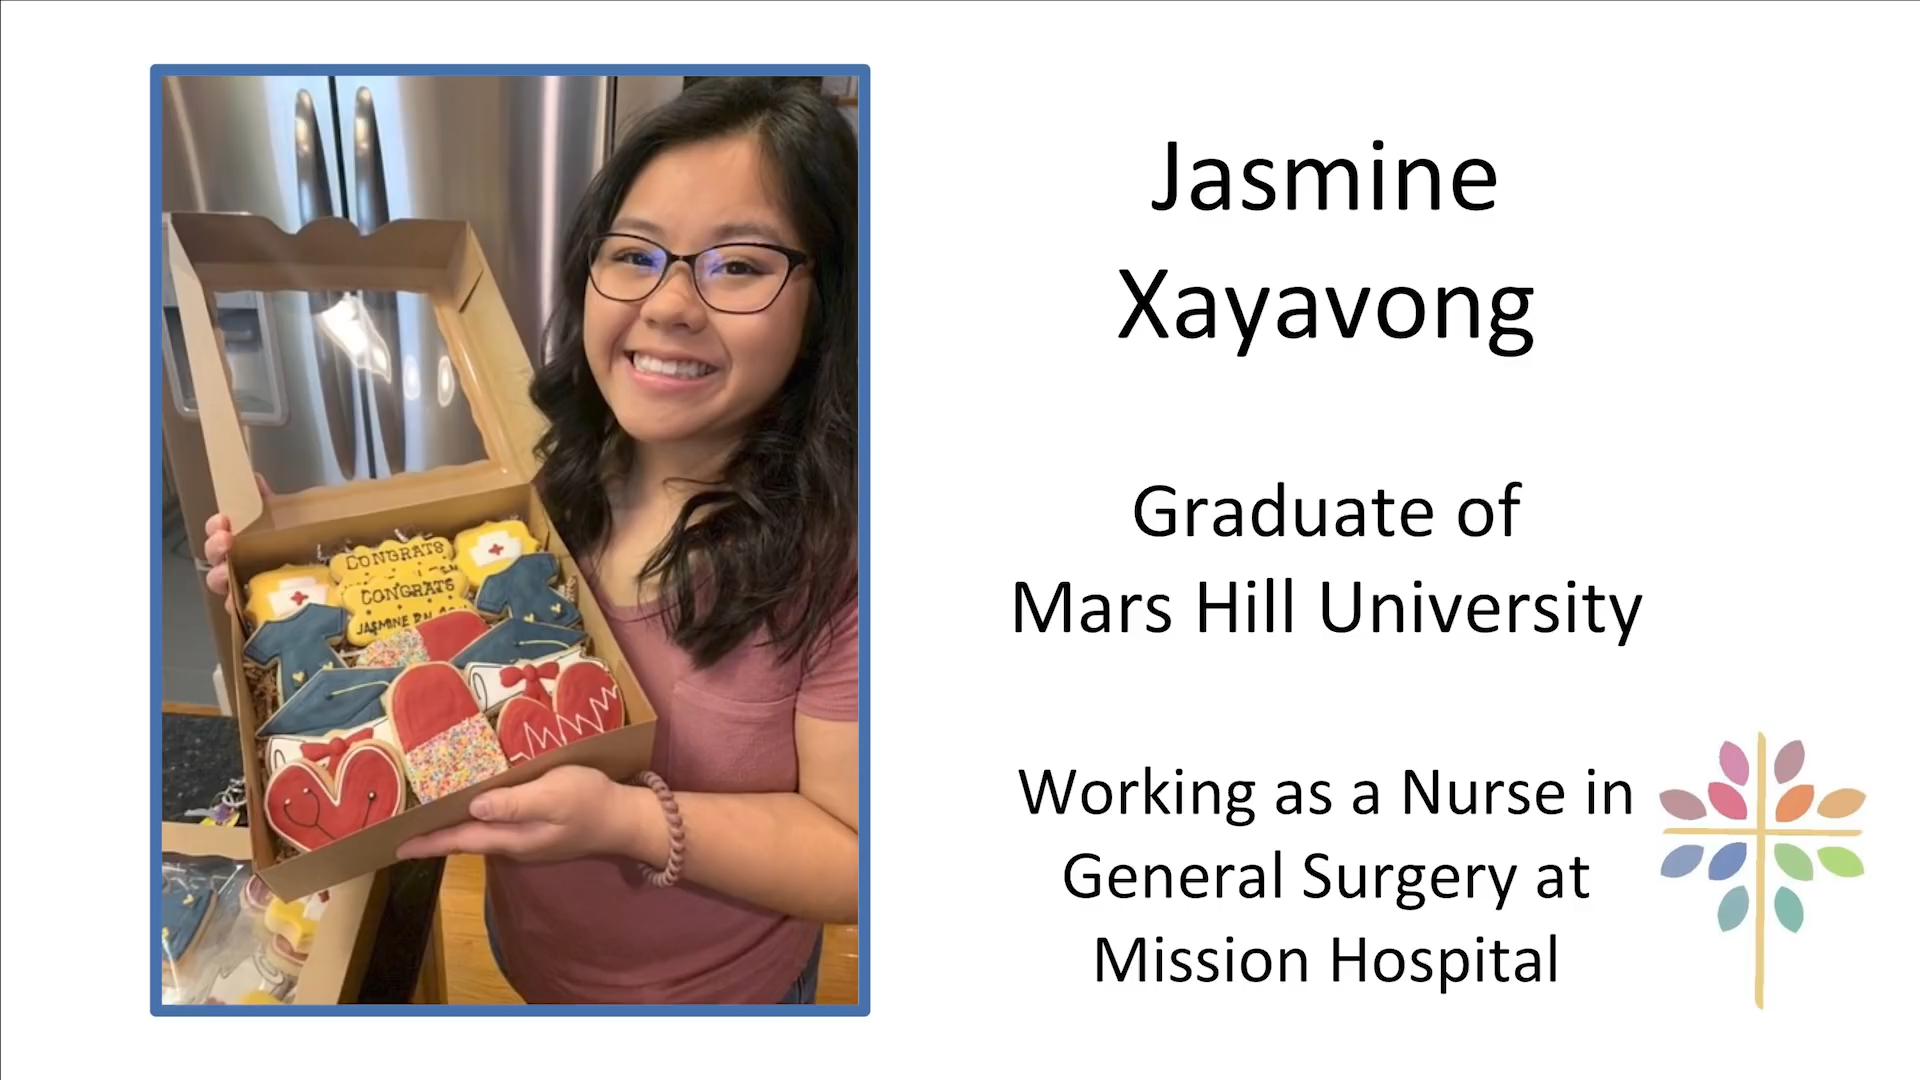 Jasmine
Xayavong
Graduate of
Mars Hill University
Working as a Nurse in
General Surgery at
Mission Hospital
CONGRATS
CONGRATS
JASMINE RN